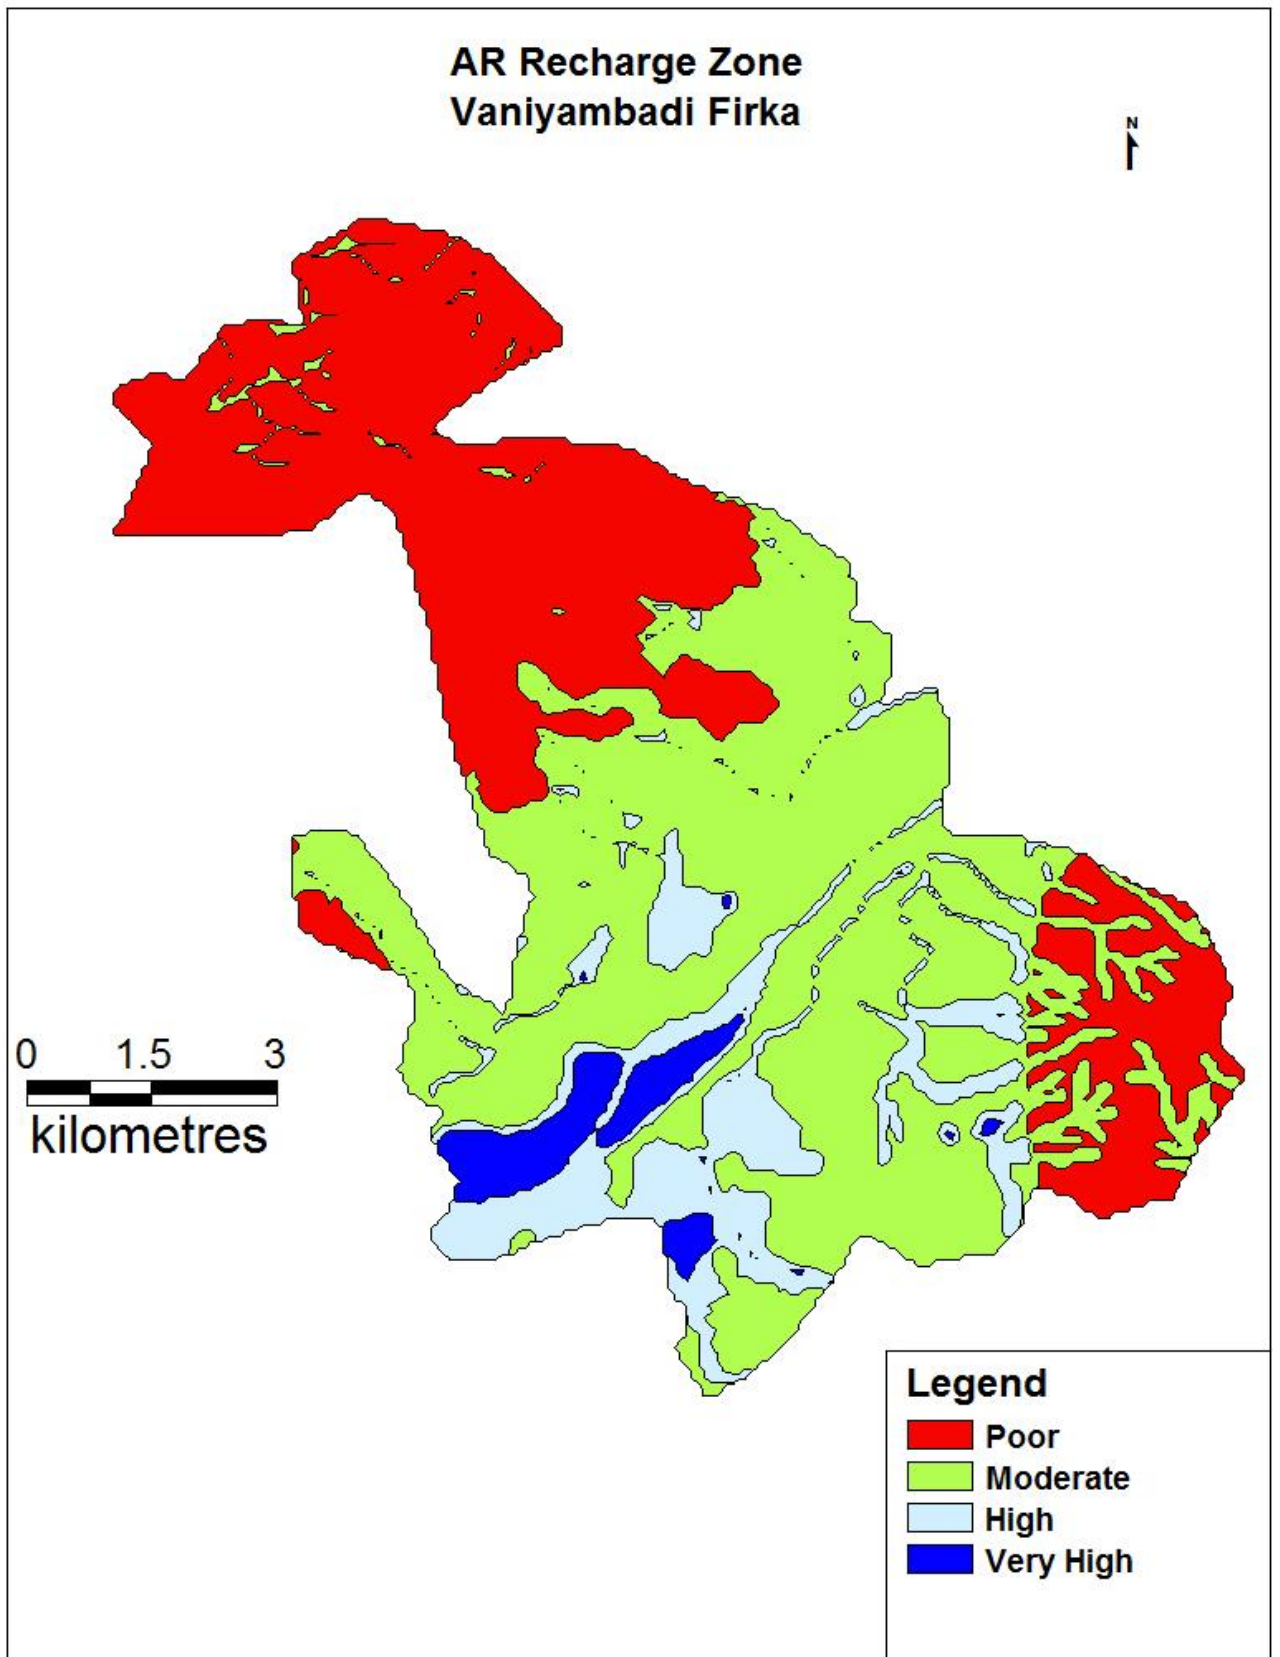 AR Recharge Zone
Vaniyambadi Firka
N
0 1.5 3
kilometres
Legend
Poor
Moderate
High
Very High